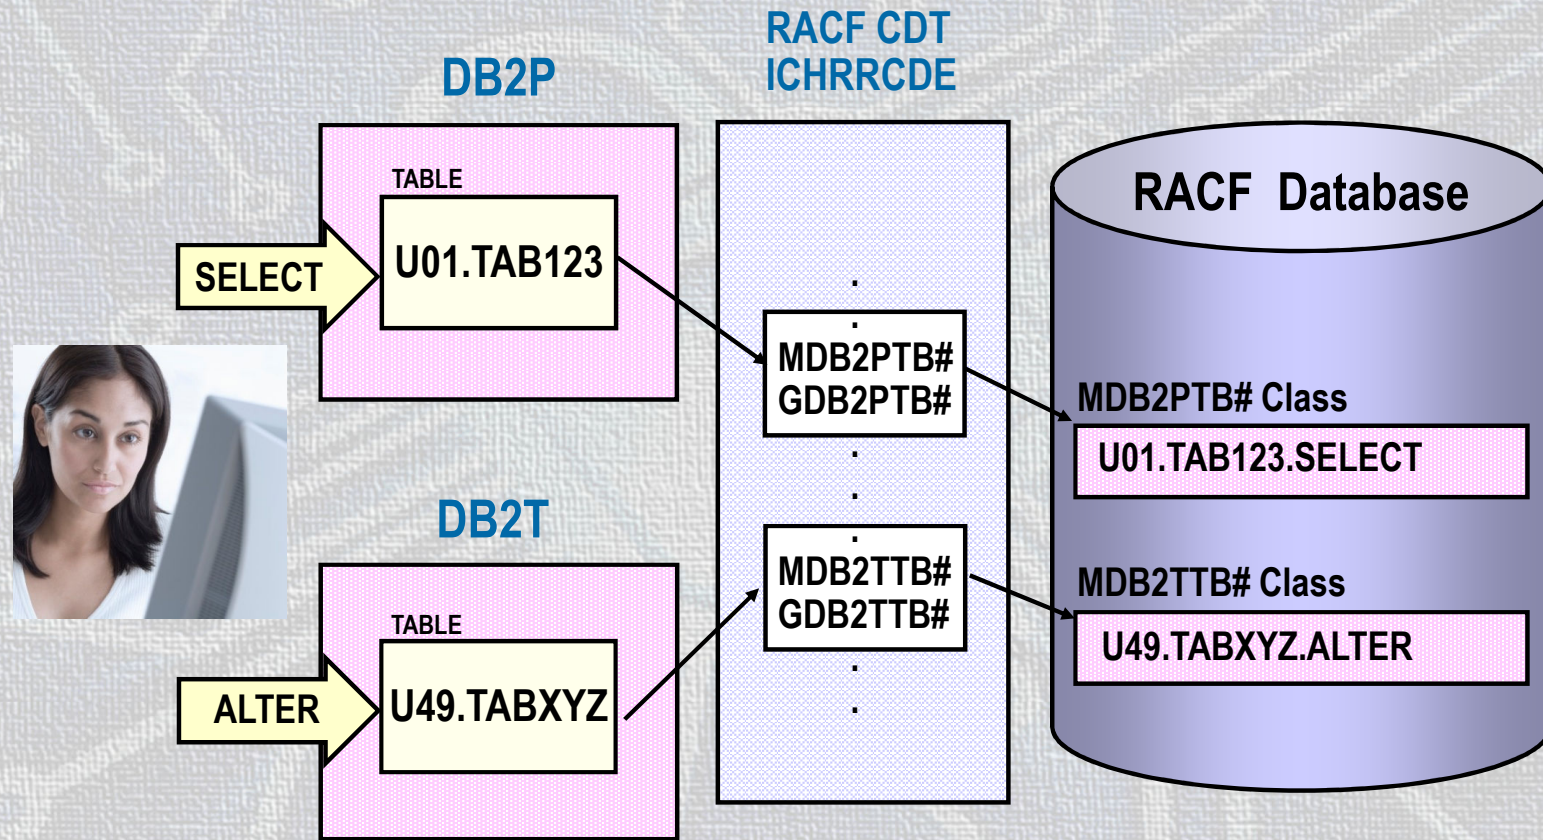 RACF CDT
ICHRRCDE
DB2P
TABLE
U01.TAB123
SELECT
RACF Database
.
.
MDB2PTB#
GDB2PTB#
.
.
MDB2PTB# Class
U01.TAB123.SELECT
DB2T
TABLE
U49.TABXYZ
ALTER
.
MDB2TTB#
GDB2TTB#
.
.
MDB2TTB# Class
U49.TABXYZ.ALTER